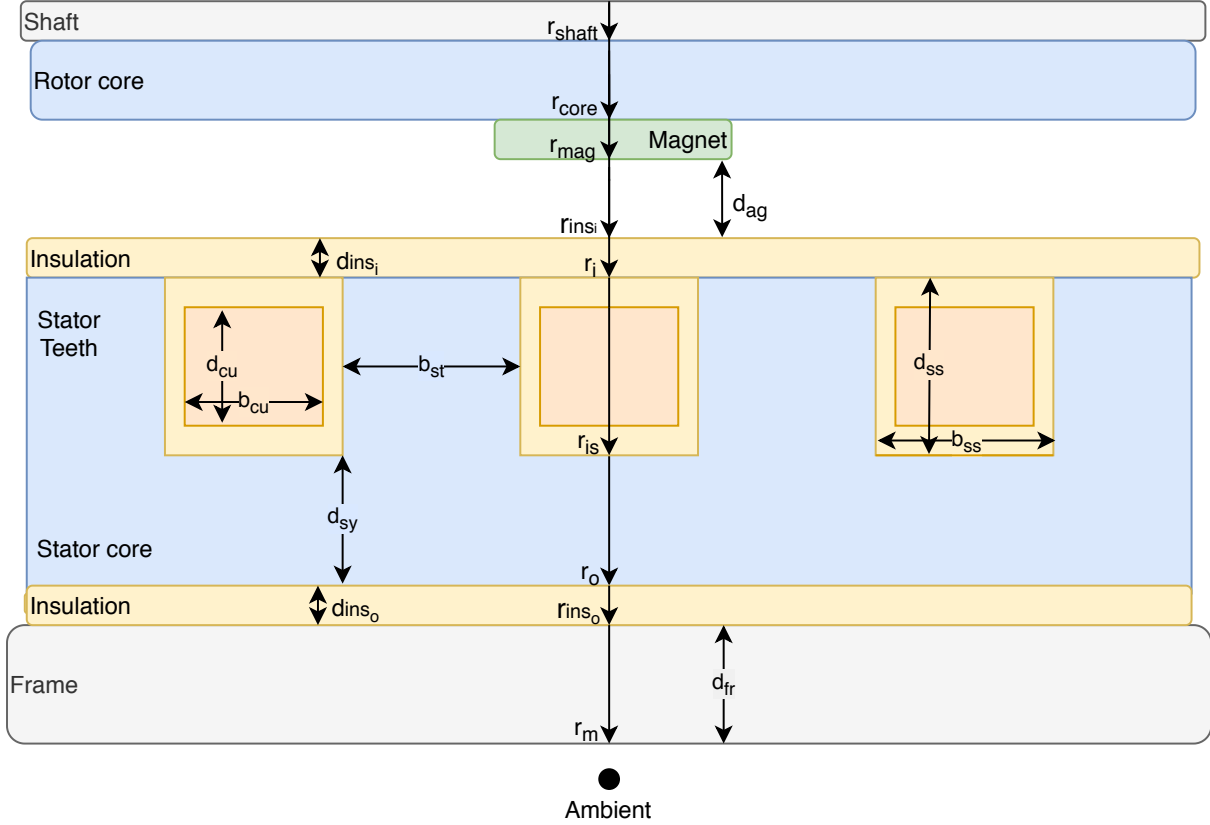 Shaft
r_shaft
Rotor core
r_core
r_mag
Magnet
d_ag
r_ins_i
Insulation
d_ins_i
r_i
Stator
Teeth
d_cu
b_st
d_ss
b_cu
r_is
b_ss
d_sy
Stator core
r_o
Insulation
d_ins_o
r_ins_o
Frame
d_fr
r_m
Ambient